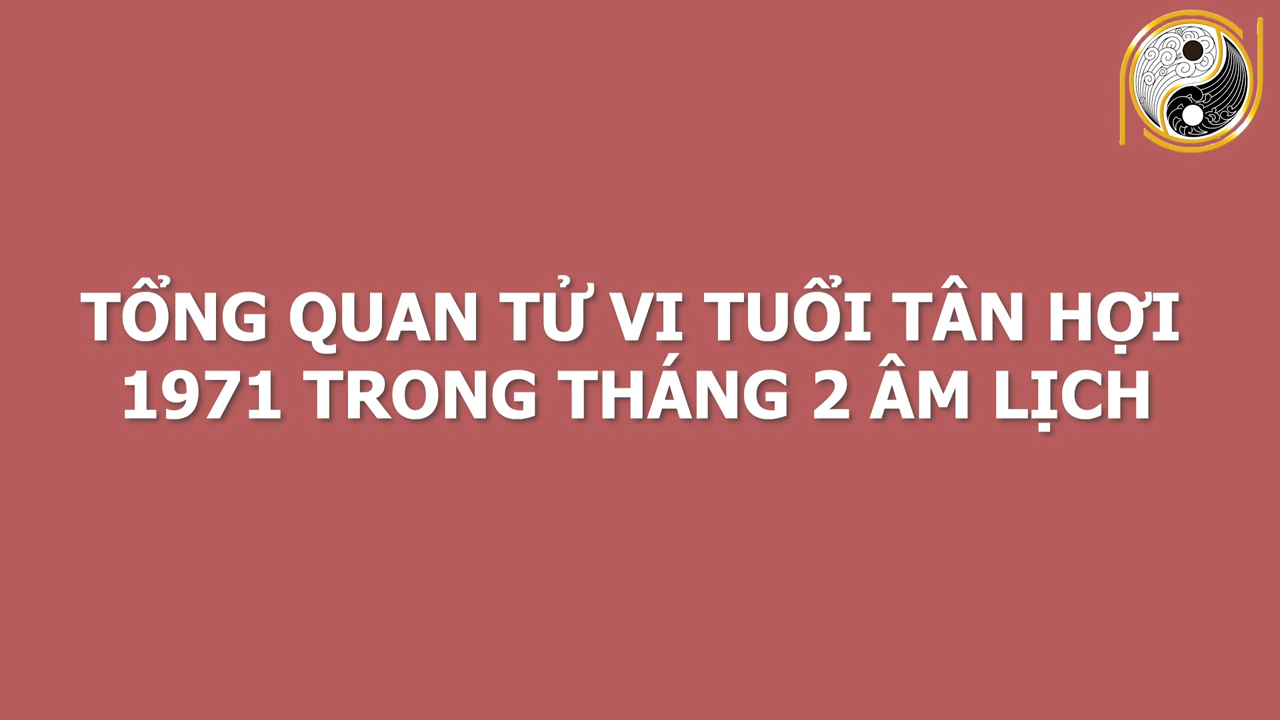 TỔNG QUAN TỬ VI TUỔI TÂN HỢI
1971 TRONG THÁNG 2 ÂM LỊCH